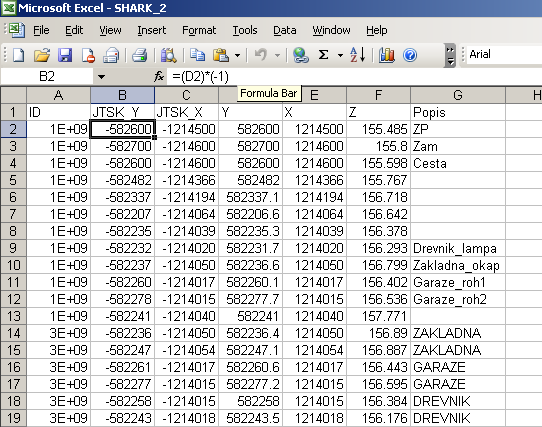 Microsoft Excel - SHARK_2
File Edit View Insert Format Tools Data Window Help
Arial
B2 fx =(D2)*(-1)
Formula Bar
A B C E F G H
1 ID JTSK_Y JTSK_X Y X Z Popis
2 1E+09 -582600 -1214500 582600 1214500 155.485 ZP
3 1E+09 -582700 -1214600 582700 1214600 155.8 Zam
4 1E+09 -582600 -1214600 582600 1214600 155.598 Cesta
5 1E+09 -582482 -1214366 582482 1214366 155.767
6 1E+09 -582337 -1214194 582337.1 1214194 156.718
7 1E+09 -582207 -1214064 582206.6 1214064 156.642
8 1E+09 -582235 -1214039 582235.3 1214039 156.378
9 1E+09 -582232 -1214020 582231.7 1214020 156.293 Drevnik_lampa
10 1E+09 -582237 -1214050 582236.6 1214050 156.799 Zakladna_okap
11 1E+09 -582260 -1214017 582260.1 1214017 156.402 Garaze_roh1
12 1E+09 -582278 -1214015 582277.7 1214015 156.536 Garaze_roh2
13 1E+09 -582241 -1214040 582241 1214040 157.771
14 3E+09 -582236 -1214050 582236.4 1214050 156.89 ZAKLADNA
15 3E+09 -582247 -1214054 582247.1 1214054 156.887 ZAKLADNA
16 3E+09 -582261 -1214017 582260.6 1214017 156.443 GARAZE
17 3E+09 -582277 -1214015 582277.2 1214015 156.595 GARAZE
18 3E+09 -582258 -1214015 582258 1214015 156.384 DREVNIK
19 3E+09 -582243 -1214018 582243.5 1214018 156.176 DREVNIK